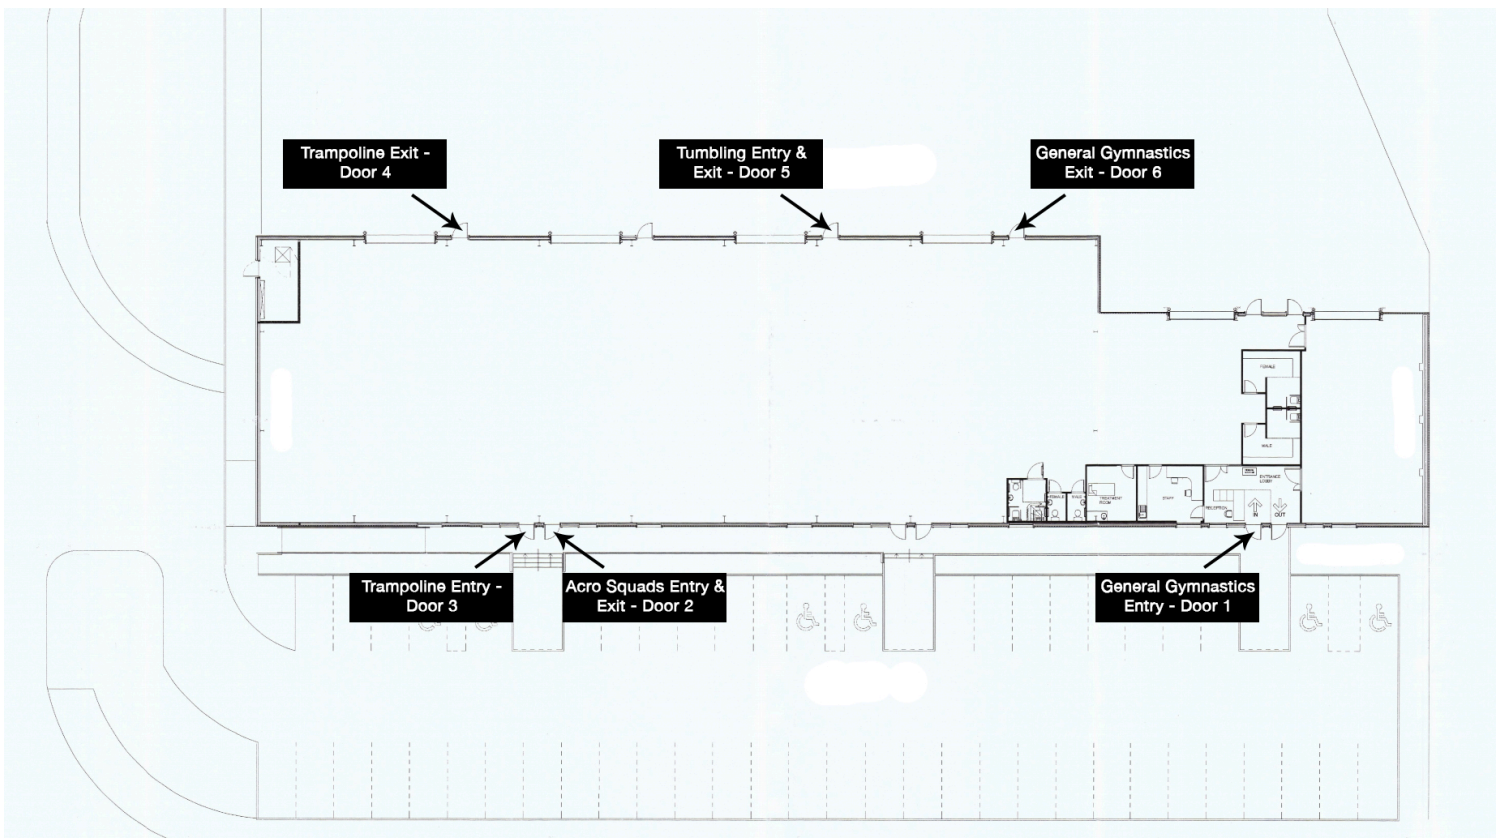 Trampoline Exit -
Door 4
Tumbling Entry &
Exit - Door 5
General Gymnastics
Exit - Door 6
FEMALE
MALE
ENTRANCE
LOBBY
FEMALE
TREATMENT
ROOM
STAFF
RECEPTION
IN
OUT
Trampoline Entry -
Door 3
Acro Squads Entry &
Exit - Door 2
General Gymnastics
Entry - Door 1